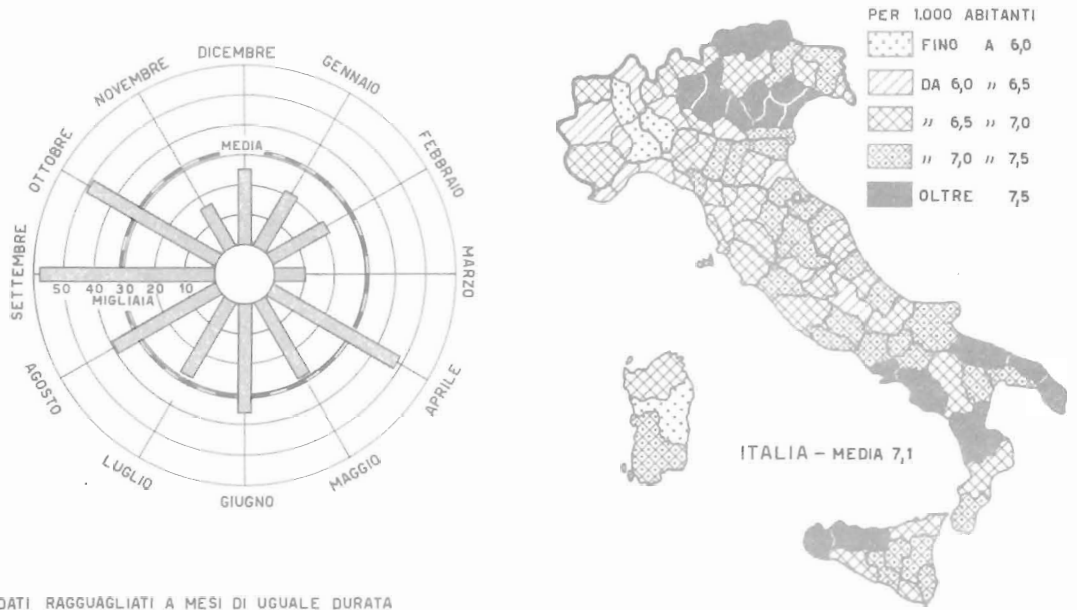 DICEMBRE
GENNAIO
FEBBRAIO
MARZO
APRILE
MAGGIO
GIUGNO
LUGLIO
AGOSTO
SETTEMBRE
OTTOBRE
NOVEMBRE
MEDIA
50 40 30 20 10
MIGLIAIA
PER 1.000 ABITANTI
FINO A 6,0
DA 6,0 " 6,5
" 6,5 " 7,0
" 7,0 " 7,5
OLTRE 7,5
ITALIA – MEDIA 7,1
DATI RAGGUAGLIATI A MESI DI UGUALE DURATA